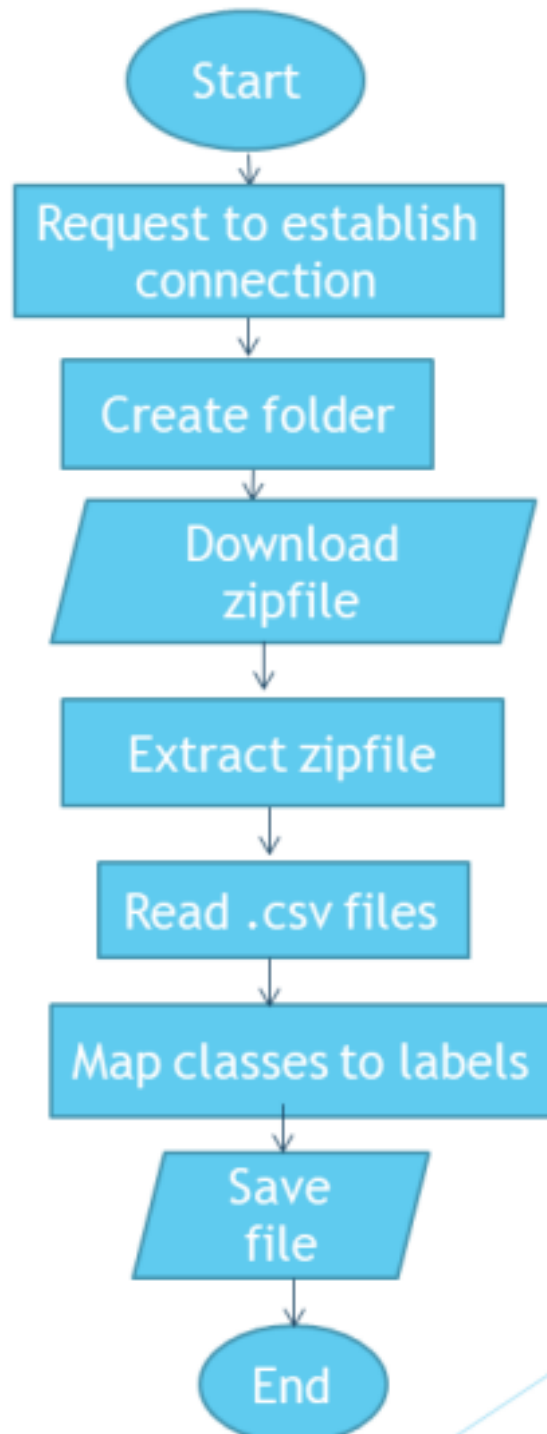 Start
Request to establish
connection
Create folder
Download
zipfile
Extract zipfile
Read .csv files
Map classes to labels
Save
file
End